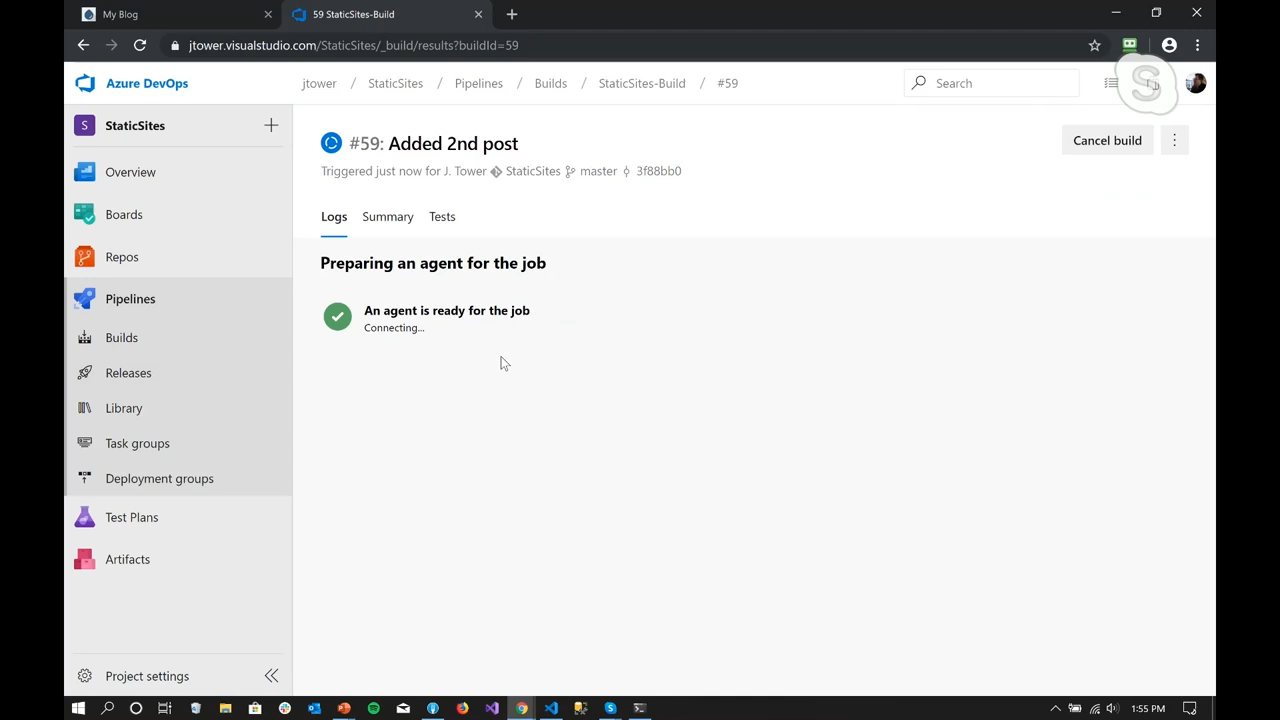 My Blog
59 StaticSites-Build
jtower.visualstudio.com/StaticSites/_build/results?buildId=59
Azure DevOps
jtower / StaticSites / Pipelines / Builds / StaticSites-Build / #59
Search
S
S StaticSites
#59: Added 2nd post
Cancel build
Triggered just now for J. Tower StaticSites master 3f88bb0
Overview
Boards
Repos
Pipelines
Builds
Releases
Library
Task groups
Deployment groups
Test Plans
Artifacts
Project settings
Logs Summary Tests
Preparing an agent for the job
An agent is ready for the job
Connecting...
1:55 PM